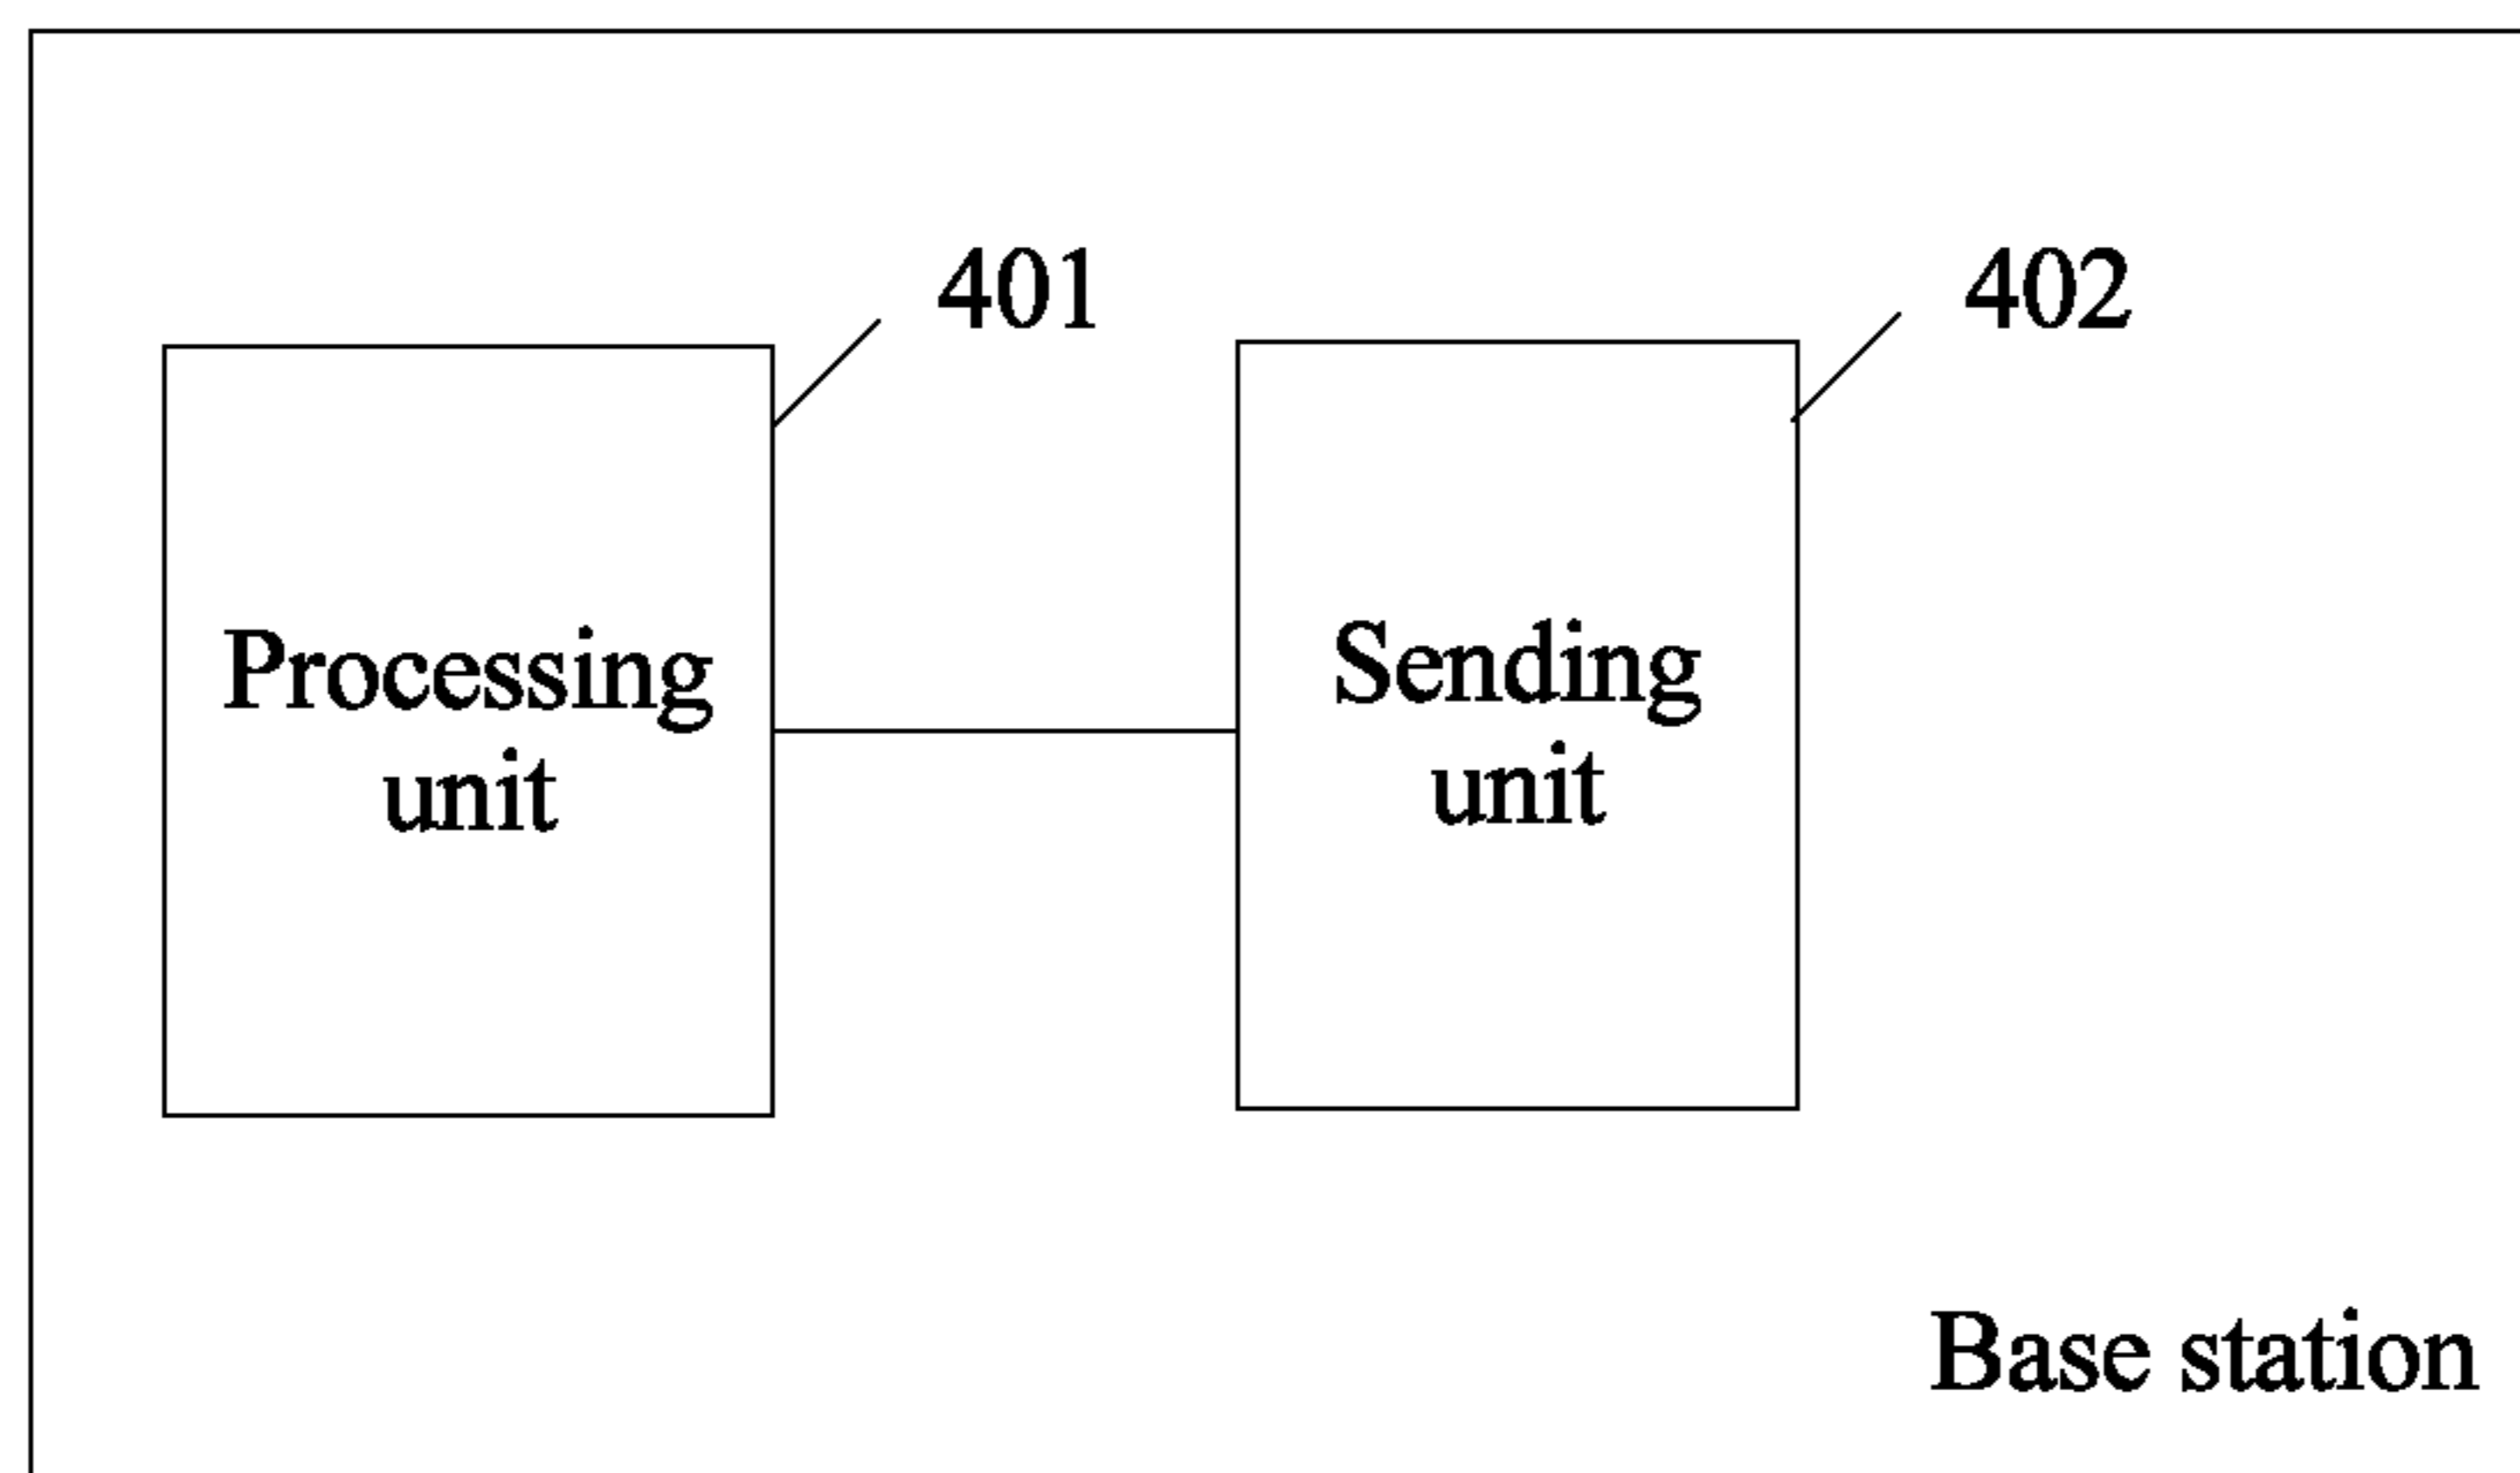 401
402
Processing
unit
Sending
unit
Base station